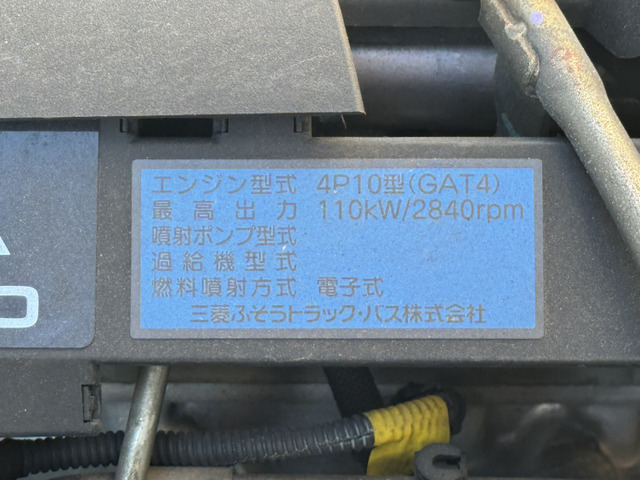 エンジン型式 4P10型(GAT4)
最高出力 110kW/2840rpm
噴射ポンプ型式
過給機型式
燃料噴射方式 電子式
三菱ふそうトラック・バス株式会社